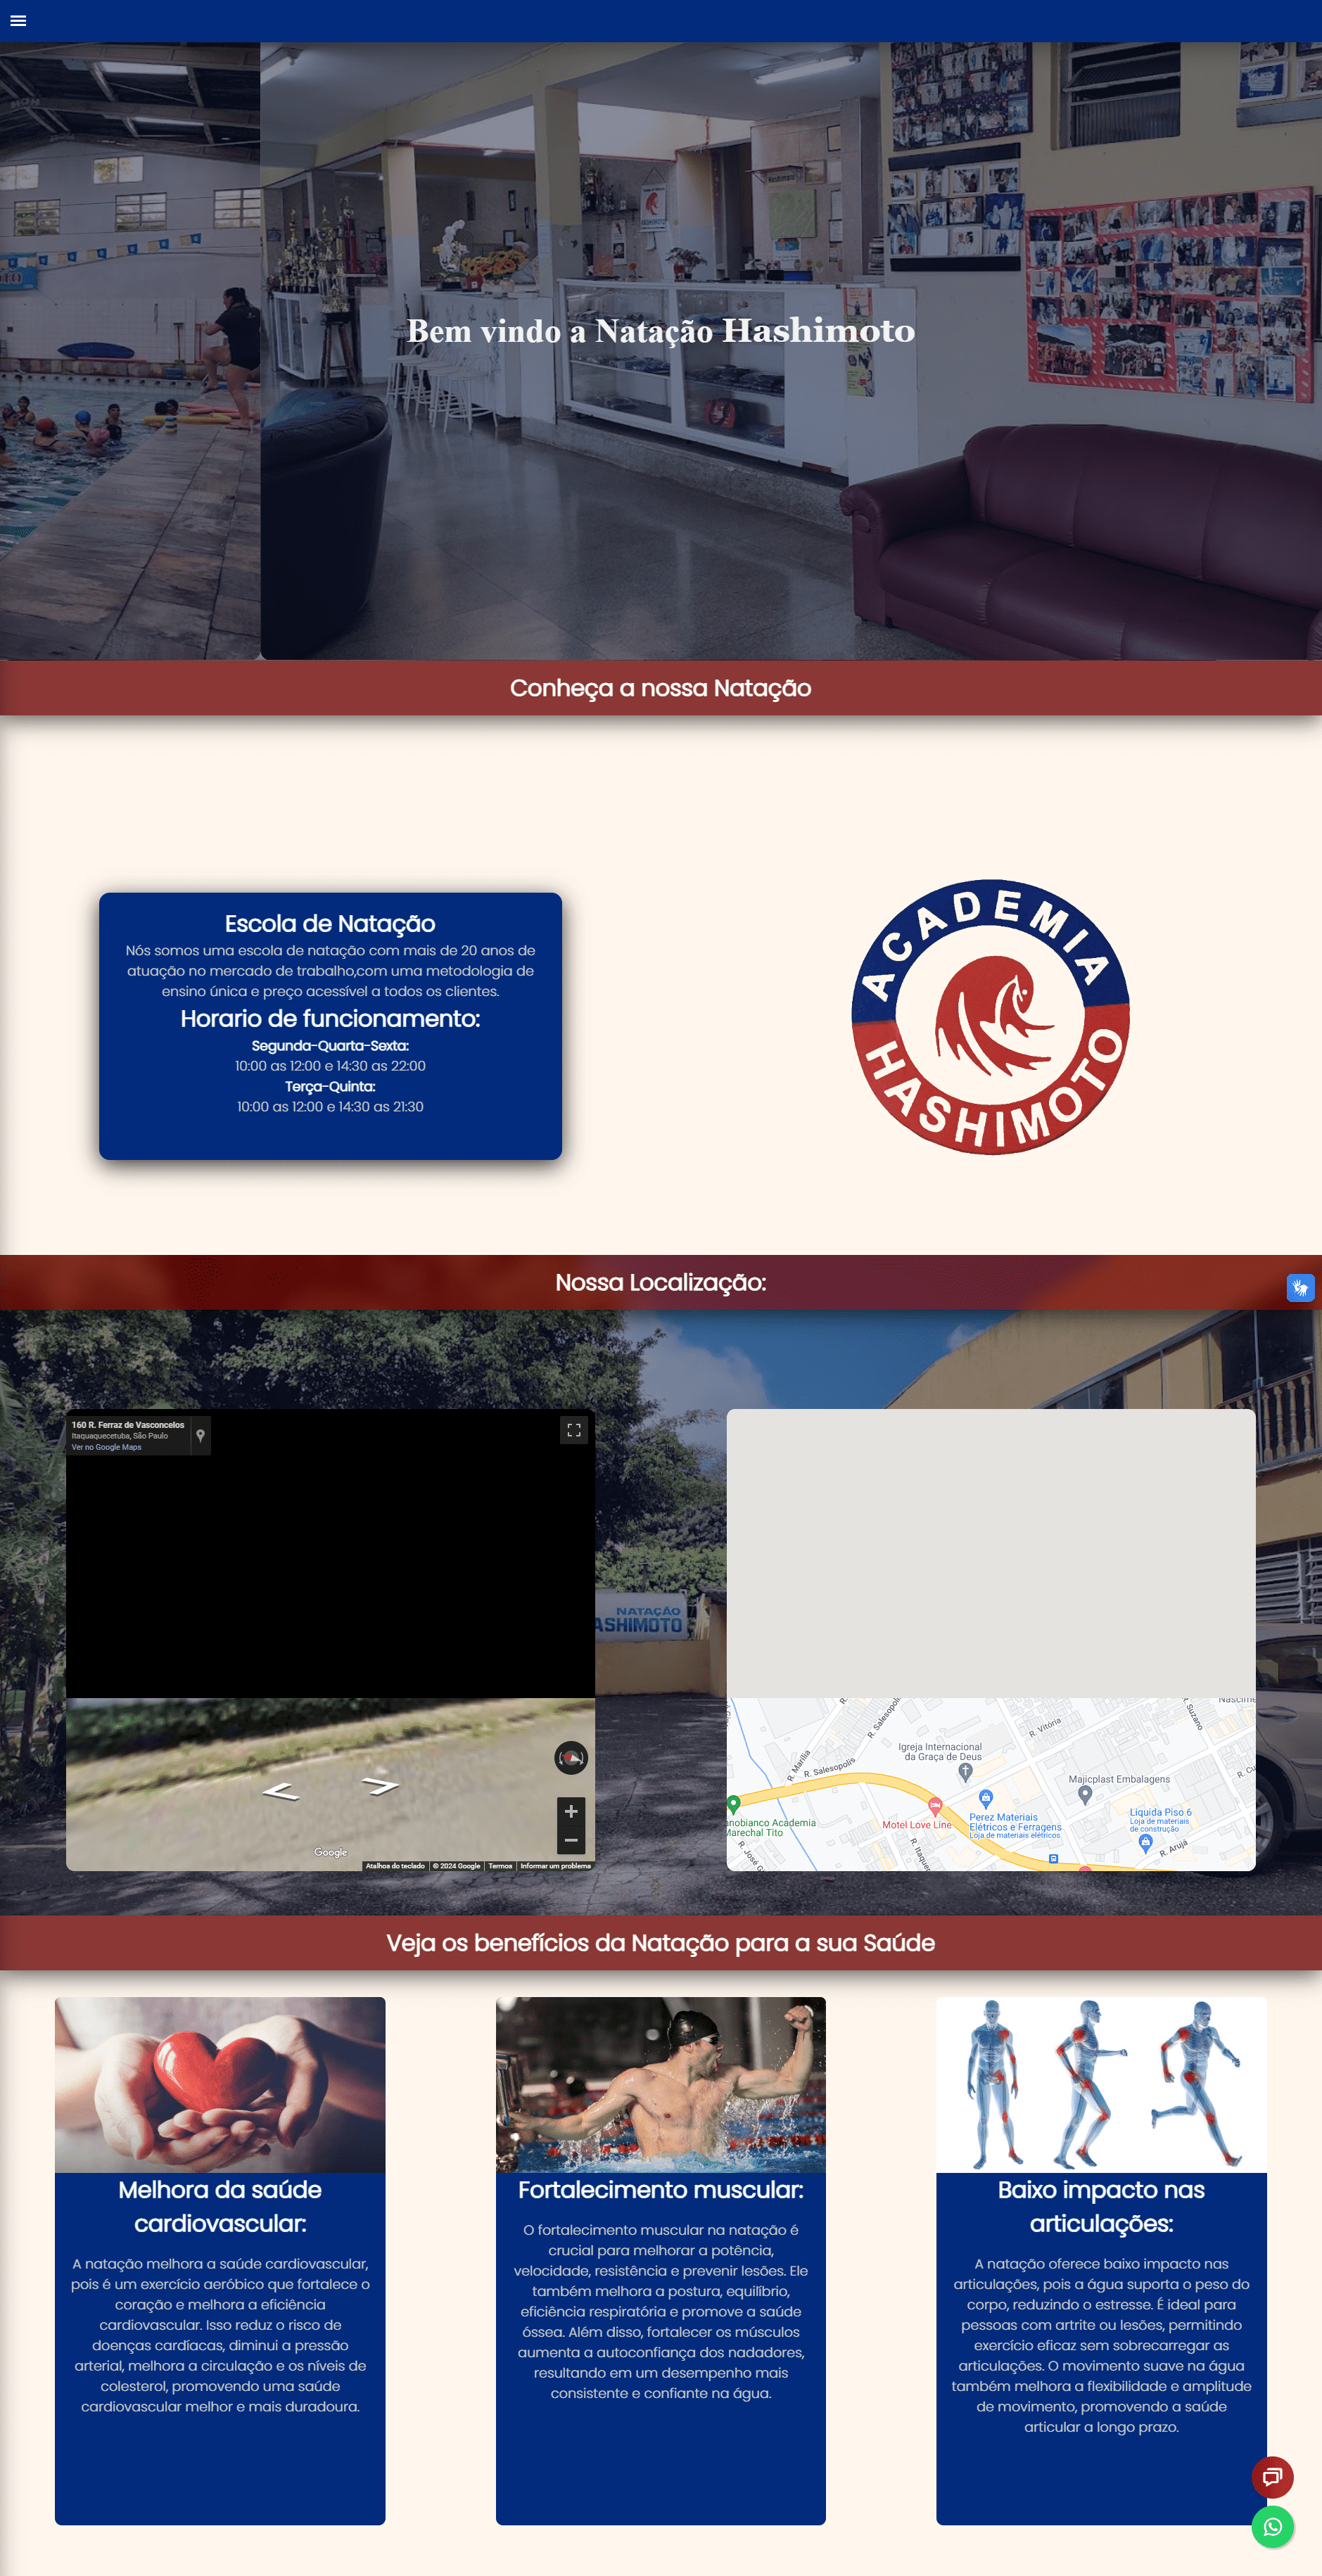 Bem vindo a Natação Hashimoto
Conheça a nossa Natação
Escola de Natação
Nós somos uma escola de natação com mais de 20 anos de
atuação no mercado de trabalho,com uma metodologia de
ensino única e preço acessível a todos os clientes.
Horario de funcionamento:
Segunda-Quarta-Sexta:
10:00 as 12:00 e 14:30 as 22:00
Terça-Quinta:
10:00 as 12:00 e 14:30 as 21:30
ACADEMIA
HASHIMOTO
Nossa Localização:
160 R. Ferraz de Vasconcelos
Itaquaquecetuba, São Paulo
Ver no Google Maps
NATAÇÃO
ASHIMOTO
Google
Atalhos do teclado
© 2024 Google
Termos
Informar um problema
R. Salesopolis
R. Suzano
R. Vitória
Igreja Internacional
da Graça de Deus
R. Marília
R. Salesópolis
Majicplast Embalagens
nobianco Academia
Marechal Tito
Motel Love Line
Perez Materiais
Elétricos e Ferragens
Loja de materiais elétricos
Liquida Piso 6
Loja de materiais
de construção
R. Arujá
Veja os benefícios da Natação para a sua Saúde
Melhora da saúde
cardiovascular:
A natação melhora a saúde cardiovascular,
pois é um exercício aeróbico que fortalece o
coração e melhora a eficiência
cardiovascular. Isso reduz o risco de
doenças cardíacas, diminui a pressão
arterial, melhora a circulação e os níveis de
colesterol, promovendo uma saúde
cardiovascular melhor e mais duradoura.
Fortalecimento muscular:
O fortalecimento muscular na natação é
crucial para melhorar a potência,
velocidade, resistência e prevenir lesões. Ele
também melhora a postura, equilíbrio,
eficiência respiratória e promove a saúde
óssea. Além disso, fortalecer os músculos
aumenta a autoconfiança dos nadadores,
resultando em um desempenho mais
consistente e confiante na água.
Baixo impacto nas
articulações:
A natação oferece baixo impacto nas
articulações, pois a água suporta o peso do
corpo, reduzindo o estresse. É ideal para
pessoas com artrite ou lesões, permitindo
exercício eficaz sem sobrecarregar as
articulações. O movimento suave na água
também melhora a flexibilidade e amplitude
de movimento, promovendo a saúde
articular a longo prazo.